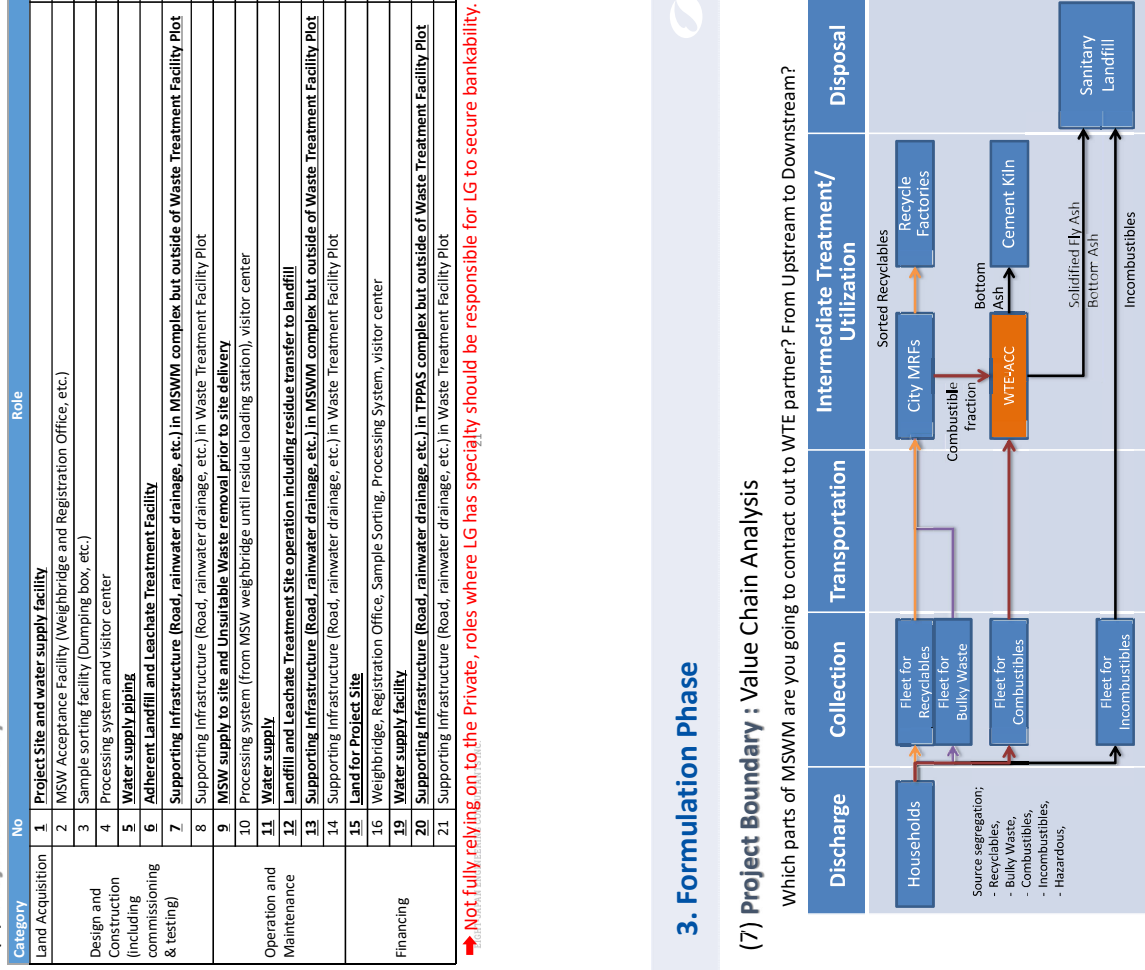 Category No Role
Land Acquisition 1 Project Site and water supply facility
Design and Construction (including commissioning & testing) 2 MSW Acceptance Facility (Weighbridge and Registration Office, etc.)
3 Sample sorting facility (Dumping box, etc.)
4 Processing system and visitor center
5 Water supply piping
6 Adherent Landfill and Leachate Treatment Facility
7 Supporting Infrastructure (Road, rainwater drainage, etc.) in MSWM complex but outside of Waste Treatment Facility Plot
8 Supporting Infrastructure (Road, rainwater drainage, etc.) in Waste Treatment Facility Plot
Operation and Maintenance 9 MSW supply to site and Unsuitable Waste removal prior to site delivery
10 Processing system (from MSW weighbridge until residue loading station), visitor center
11 Water supply
12 Landfill and Leachate Treatment Site operation including residue transfer to landfill
13 Supporting Infrastructure (Road, rainwater drainage, etc.) in MSWM complex but outside of Waste Treatment Facility Plot
14 Supporting Infrastructure (Road, rainwater drainage, etc.) in Waste Treatment Facility Plot
Financing 15 Land for Project Site
16 Weighbridge, Registration Office, Sample Sorting, Processing System, visitor center
19 Water supply facility
20 Supporting Infrastructure (Road, rainwater drainage, etc.) in TPPAS complex but outside of Waste Treatment Facility Plot
21 Supporting Infrastructure (Road, rainwater drainage, etc.) in Waste Treatment Facility Plot
➡ Not fully relying on to the Private, roles where LG has specialty should be responsible for LG to secure bankability.
21
3. Formulation Phase
(7) Project Boundary : Value Chain Analysis
Which parts of MSWM are you going to contract out to WTE partner? From Upstream to Downstream?
Discharge
Collection
Transportation
Intermediate Treatment/
Utilization
Disposal
Households
Source segregation;
- Recyclables,
- Bulky Waste,
- Combustibles,
- Incombustibles,
- Hazardous,
Fleet for
Recyclables
Fleet for
Bulky Waste
Fleet for
Combustibles
Fleet for
Incombustibles
City MRFs
Combustible
fraction
WTE-ACC
Sorted Recyclables
Recycle
Factories
Bottom
Ash
Cement Kiln
Solidified Fly Ash
Bottom Ash
Incombustibles
Sanitary
Landfill